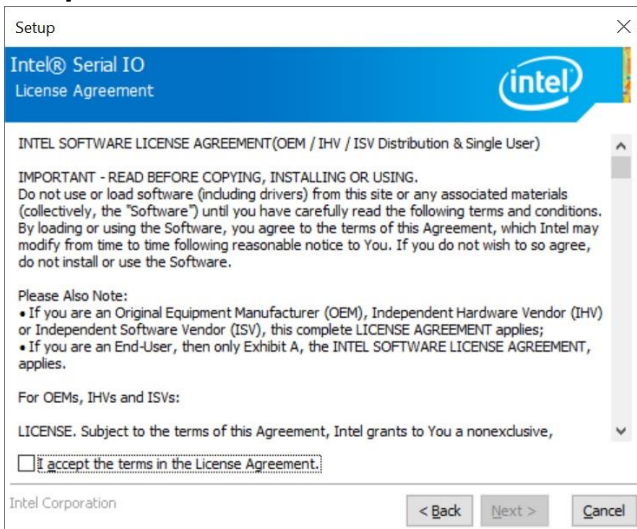 Setup
Intel® Serial IO
License Agreement
intel
INTEL SOFTWARE LICENSE AGREEMENT(OEM / IHV / ISV Distribution & Single User)
IMPORTANT - READ BEFORE COPYING, INSTALLING OR USING.
Do not use or load software (including drivers) from this site or any associated materials
(collectively, the "Software") until you have carefully read the following terms and conditions.
By loading or using the Software, you agree to the terms of this Agreement, which Intel may
modify from time to time following reasonable notice to You. If you do not wish to so agree,
do not install or use the Software.
Please Also Note:
• If you are an Original Equipment Manufacturer (OEM), Independent Hardware Vendor (IHV)
or Independent Software Vendor (ISV), this complete LICENSE AGREEMENT applies;
• If you are an End-User, then only Exhibit A, the INTEL SOFTWARE LICENSE AGREEMENT,
applies.
For OEMs, IHVs and ISVs:
LICENSE. Subject to the terms of this Agreement, Intel grants to You a nonexclusive,
I accept the terms in the License Agreement.
Intel Corporation
< Back Next > Cancel